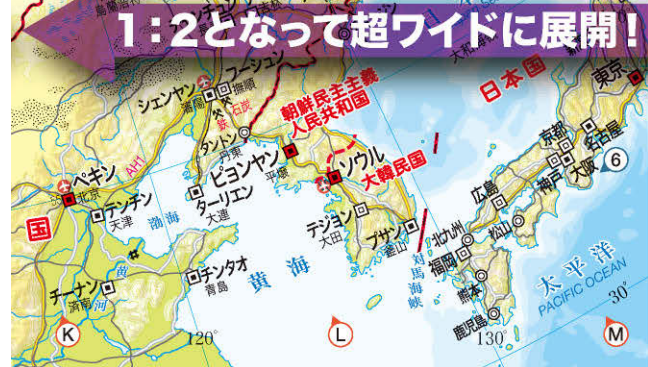 1:2となって超ワイドに展開!
シェンヤン
瀋陽
フーシュン
撫順
鉄
石炭
朝鮮民主主義
人民共和国
日本国
東京
タントン
丹東
ピョンヤン
平壌
ソウル
大韓民国
京都
名古屋
神戸
大阪
6
ペキン
北京
AH1
テンチン
天津
渤海
ターリエン
大連
国
テジョン
大田
プサン
釜山
広島
松山
北九州
福岡
対馬海峡
チーナン
済南
黄河
チンタオ
青島
黄海
熊本
鹿児島
太平洋
PACIFIC OCEAN
30°
K
120°
L
130°
M